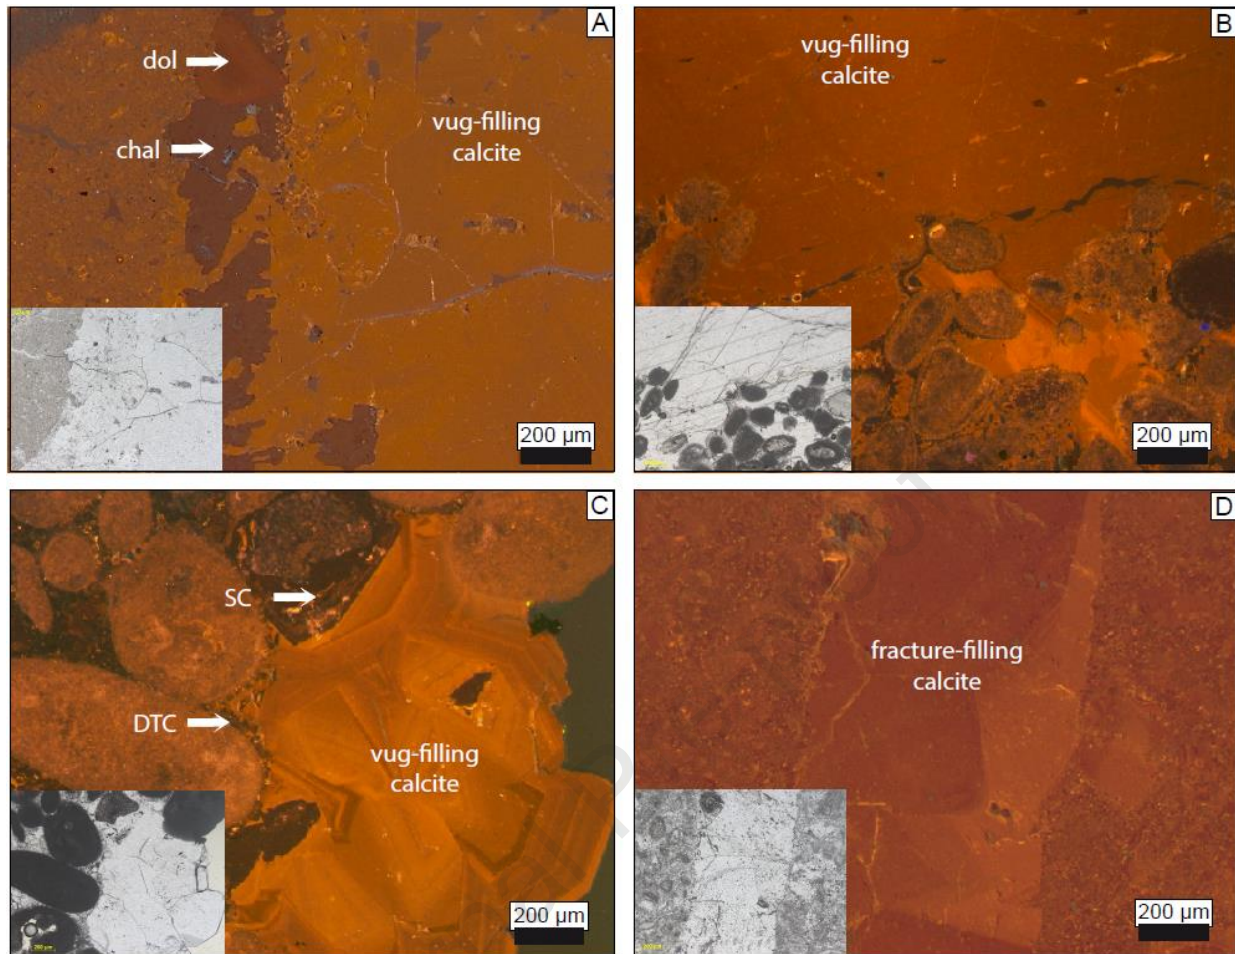 A
dol
chal
vug-filling
calcite
200 µm
B
vug-filling
calcite
200 µm
C
SC
DTC
vug-filling
calcite
200 µm
D
fracture-filling
calcite
200 µm